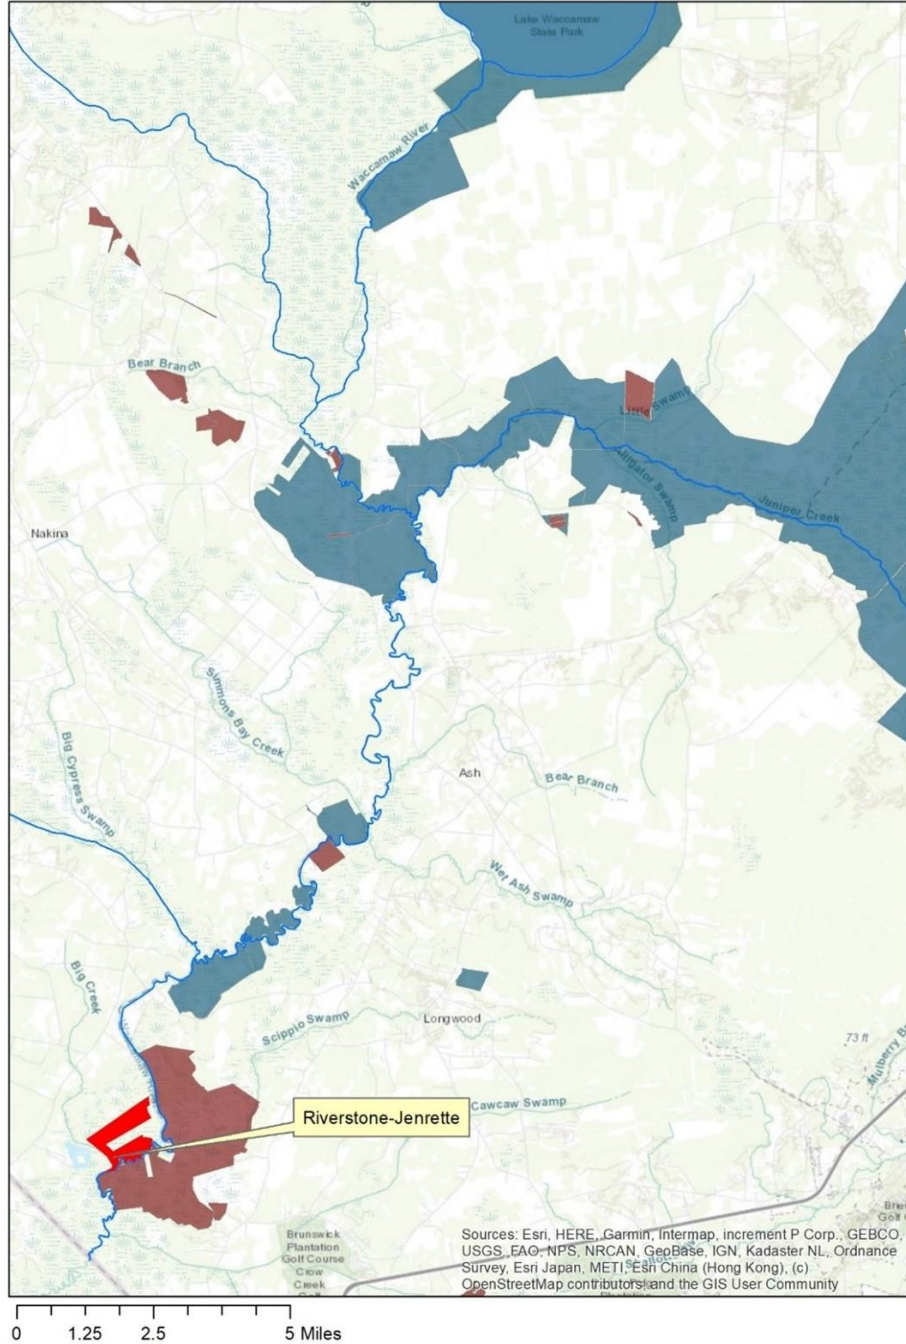 Lake Waccamaw
State Park
Waccamaw River
Bear Branch
Little Swamp
Alligator Swamp
Juniper Creek
Nakina
Simmons Bay Creek
Big Cypress Swamp
Ash
Bear Branch
Wet Ash Swamp
Big Creek
Scippio Swamp
Longwood
73 ft
Mulberry B
Riverstone-Jenrette
Cawcaw Swamp
Brunswick
Plantation
Golf Course
Crow
Creek
Golf
Sources: Esri, HERE, Garmin, Intermap, increment P Corp., GEBCO,
USGS, FAO, NPS, NRCAN, GeoBase, IGN, Kadaster NL, Ordnance
Survey, Esri Japan, METI, Esri China (Hong Kong), (c)
OpenStreetMap contributors, and the GIS User Community
0 1.25 2.5 5 Miles